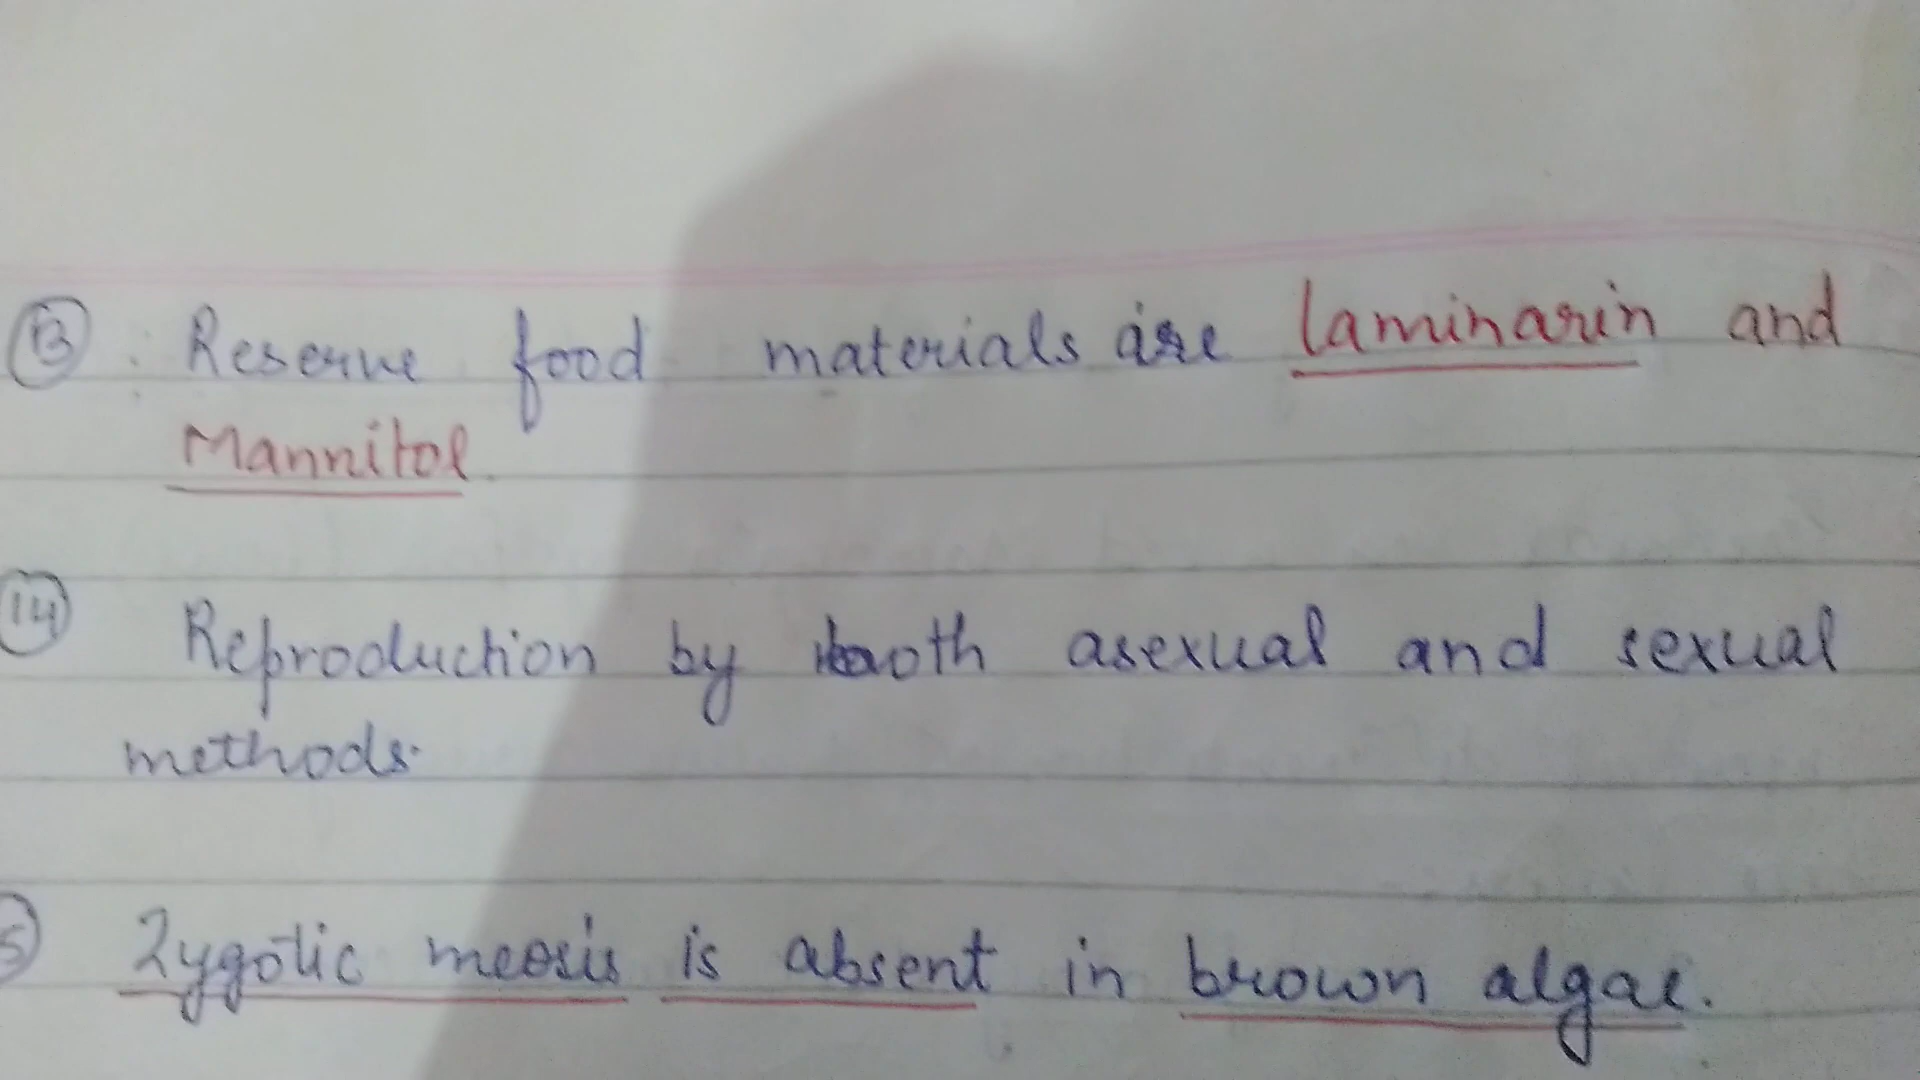 13 Reserve food materials are laminarin and
Mannitol
14 Reproduction by both asexual and sexual
methods.
5 Zygotic meosis is absent in brown algae.